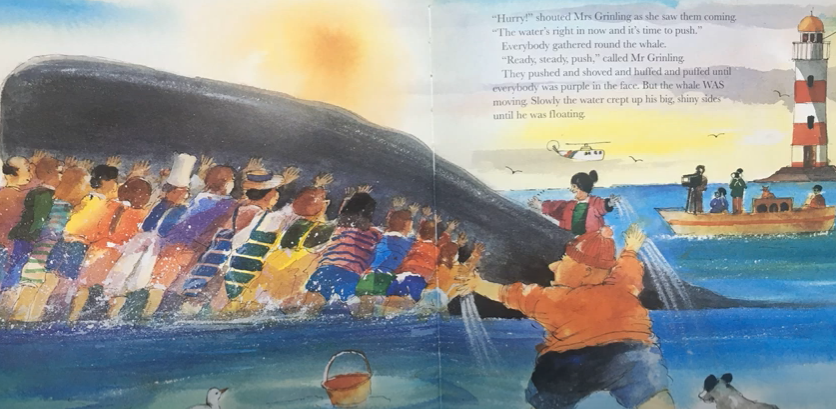 “Hurry!” shouted Mrs Grinling as she saw them coming.
“The water’s right in now and it’s time to push.”
Everybody gathered round the whale.
“Ready, steady, push,” called Mr Grinling.
They pushed and shoved and huffed and puffed until
everybody was purple in the face. But the whale WAS
moving. Slowly the water crept up his big, shiny sides
until he was floating.